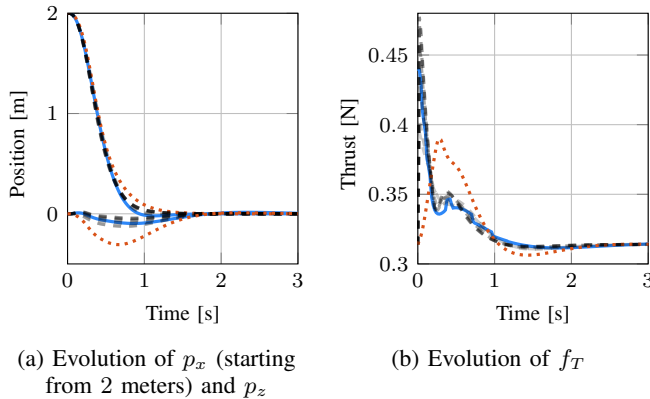 2
1
0
0 1 2 3
Position [m]
Time [s]
(a) Evolution of pₓ (starting
from 2 meters) and p_z
0.45
0.4
0.35
0.3
0 1 2 3
Thrust [N]
Time [s]
(b) Evolution of f_T